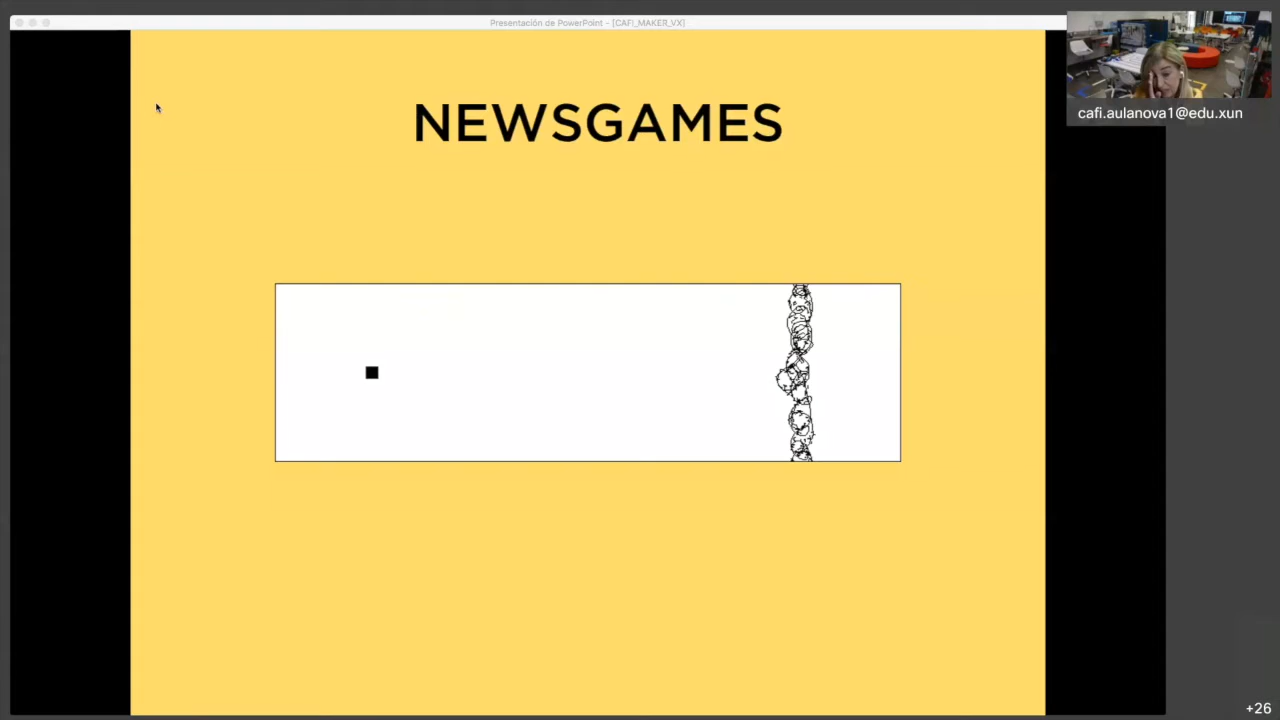 Presentación de PowerPoint - [CAFI_MAKER_VX]
NEWSGAMES
cafi.aulanova1@edu.xun
+26